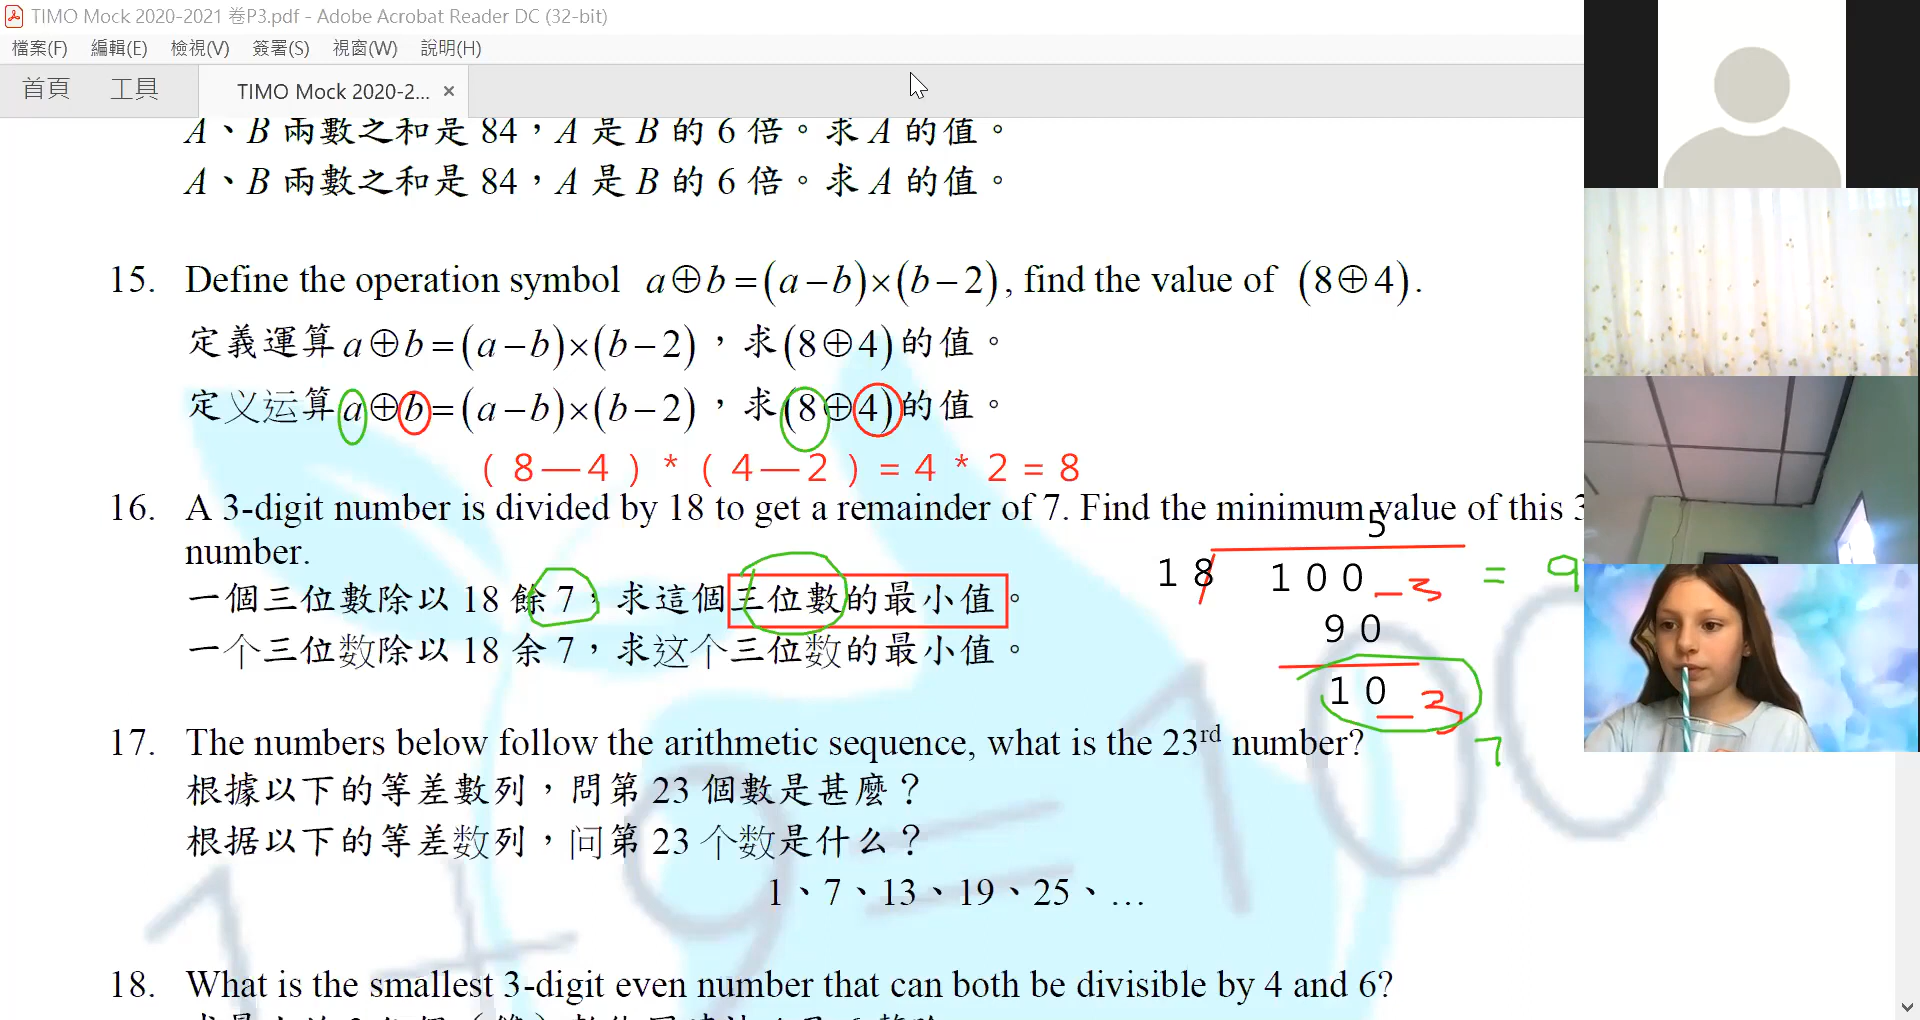 TIMO Mock 2020-2021 卷P3.pdf - Adobe Acrobat Reader DC (32-bit)
檔案(F) 編輯(E) 檢視(V) 簽署(S) 視窗(W) 說明(H)
首頁 工具 TIMO Mock 2020-2... ×
A、B 兩數之和是 84，A 是 B 的 6 倍。求 A 的值。
A、B 兩數之和是 84，A 是 B 的 6 倍。求 A 的值。
15. Define the operation symbol a⊕b=(a−b)×(b−2), find the value of (8⊕4).
定義運算 a⊕b=(a−b)×(b−2)，求(8⊕4)的值。
定义运算 a⊕b=(a−b)×(b−2)，求(8⊕4)的值。
(8—4)*(4—2)=4*2=8
16. A 3-digit number is divided by 18 to get a remainder of 7. Find the minimum value of this 3
number.
一個三位數除以 18 餘 7，求這個三位數的最小值。
一个三位数除以 18 余 7，求这个三位数的最小值。
5
18 100 _3 = 9
90
10 _3
7
17. The numbers below follow the arithmetic sequence, what is the 23rd number?
根據以下的等差數列，問第 23 個數是甚麼？
根据以下的等差数列，问第 23 个数是什么？
1、7、13、19、25、…
18. What is the smallest 3-digit even number that can both be divisible by 4 and 6?
1+9=100